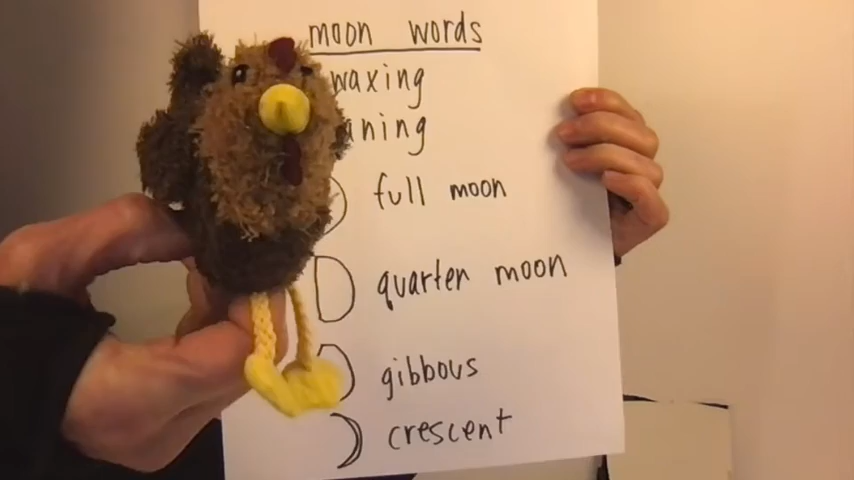 moon words
waxing
full moon
quarter moon
gibbous
crescent